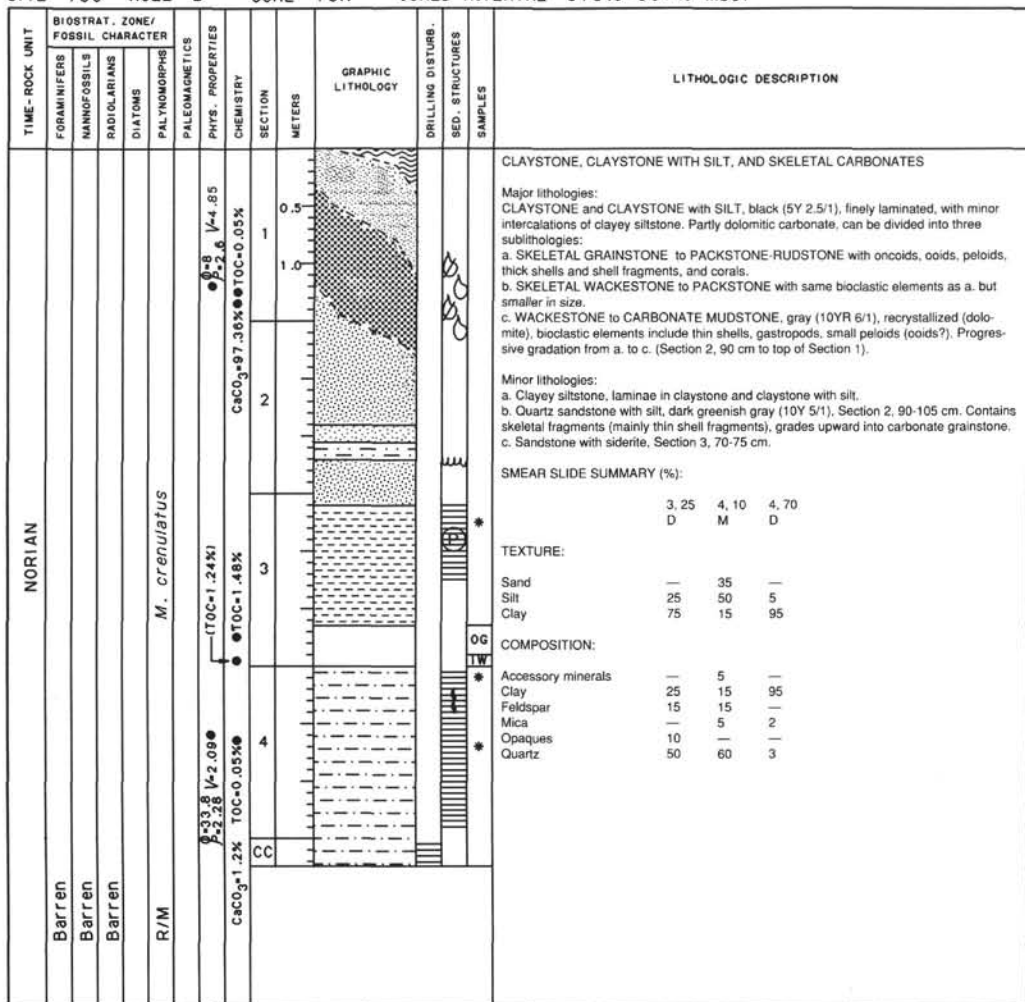 TIME-ROCK UNIT
BIOSTRAT. ZONE/
FOSSIL CHARACTER
FORAMINIFERS
NANNOFOSSILS
RADIOLARIANS
DIATOMS
PALYNOMORPHS
PALEOMAGNETICS
PHYS. PROPERTIES
CHEMISTRY
SECTION
METERS
GRAPHIC
LITHOLOGY
DRILLING DISTURB.
SED. STRUCTURES
SAMPLES
LITHOLOGIC DESCRIPTION
NORIAN
Barren
Barren
Barren
M. crenulatus
R/M
Φ=8 V=4.85
ρ=2.6
(TOC=1.24%)
Φ=33.8 V=2.09
ρ=2.28
CaCO3=97.36% TOC=0.05%
TOC=1.48%
TOC=0.05%
CaCO3=1.2%
1
2
3
4
CC
0.5
1.0
P
*
OG
IW
*
*
CLAYSTONE, CLAYSTONE WITH SILT, AND SKELETAL CARBONATES
Major lithologies:
CLAYSTONE and CLAYSTONE with SILT, black (5Y 2.5/1), finely laminated, with minor
intercalations of clayey siltstone. Partly dolomitic carbonate, can be divided into three
sublithologies:
a. SKELETAL GRAINSTONE to PACKSTONE-RUDSTONE with oncoids, ooids, peloids,
thick shells and shell fragments, and corals.
b. SKELETAL WACKESTONE to PACKSTONE with same bioclastic elements as a. but
smaller in size.
c. WACKESTONE to CARBONATE MUDSTONE, gray (10YR 6/1), recrystallized (dolo-
mite), bioclastic elements include thin shells, gastropods, small peloids (ooids?). Progres-
sive gradation from a. to c. (Section 2, 90 cm to top of Section 1).
Minor lithologies:
a. Clayey siltstone, laminae in claystone and claystone with silt.
b. Quartz sandstone with silt, dark greenish gray (10Y 5/1), Section 2, 90-105 cm. Contains
skeletal fragments (mainly thin shell fragments), grades upward into carbonate grainstone.
c. Sandstone with siderite, Section 3, 70-75 cm.
SMEAR SLIDE SUMMARY (%):
3, 25 4, 10 4, 70
D M D
TEXTURE:
Sand — 35 —
Silt 25 50 5
Clay 75 15 95
COMPOSITION:
Accessory minerals — 5 —
Clay 25 15 95
Feldspar 15 15 —
Mica — 5 2
Opaques 10 — —
Quartz 50 60 3